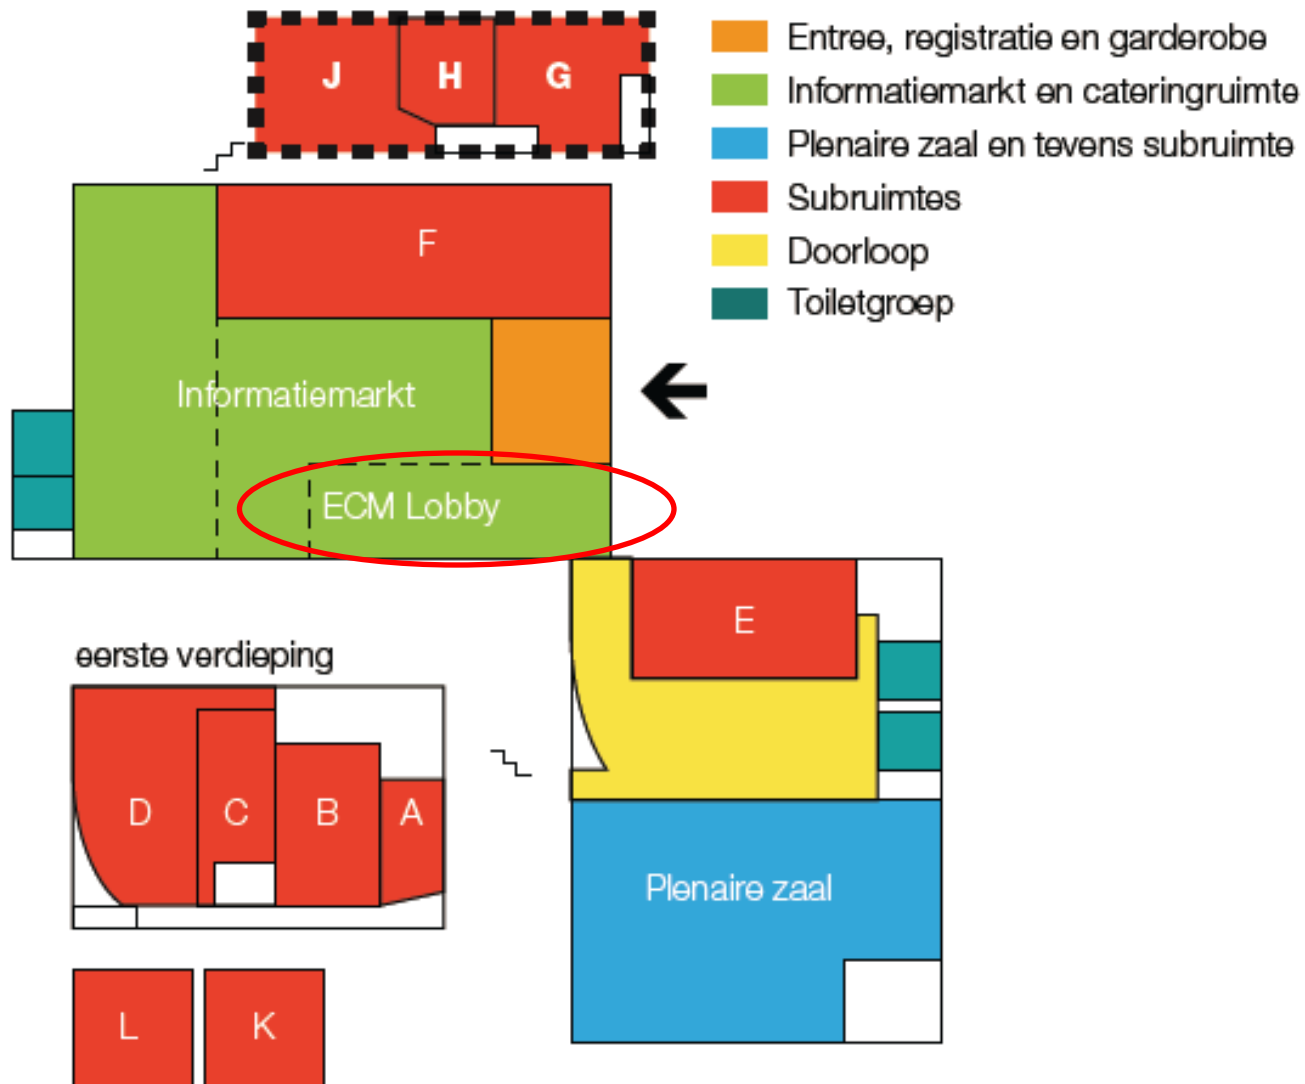 J H G
Entree, registratie en garderobe
Informatiemarkt en cateringruimte
Plenaire zaal en tevens subruimte
Subruimtes
Doorloop
Toiletgroep
F
Informatiemarkt
ECM Lobby
E
eerste verdieping
D C B A
Plenaire zaal
L K